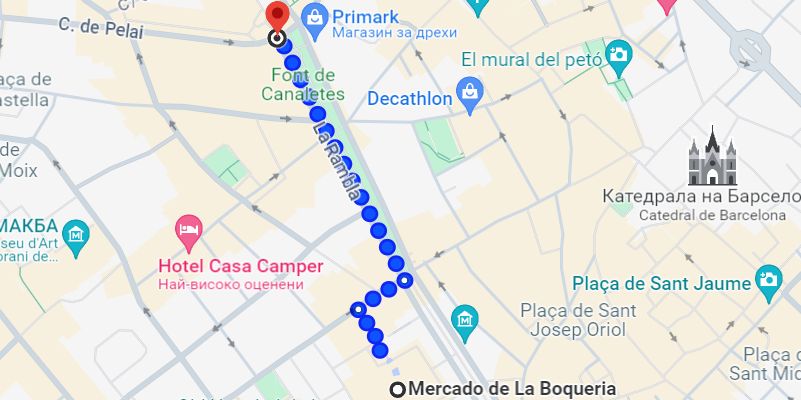 C. de Pelai
Primark
Магазин за дрехи
Font de
Canaletes
El mural del petó
Decathlon
La Rambla
Катедрала на Барсело
Catedral de Barcelona
de
Moix
МАКБА
seu d'Art
orani de...
Hotel Casa Camper
Най-високо оценени
Plaça de Sant Jaume
Plaça de Sant
Josep Oriol
Plaça d
Sant Mi
Mercado de La Boqueria